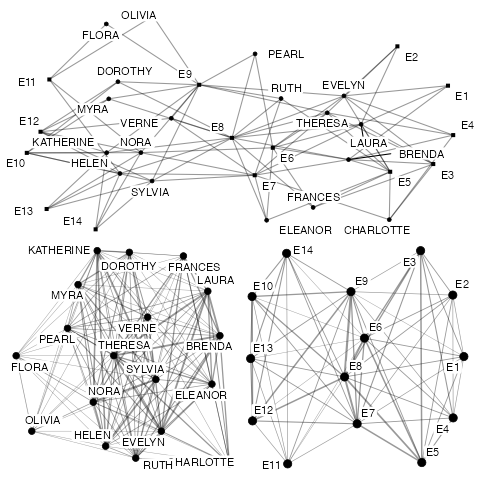 OLIVIA
FLORA
E2
PEARL
E9
DOROTHY
E11
RUTH
EVELYN
E1
MYRA
E12
VERNE
E8
THERESA
E4
KATHERINE
NORA
LAURA
E10
HELEN
E6
BRENDA
E3
SYLVIA
E7
E5
FRANCES
E13
E14
ELEANOR
CHARLOTTE
KATHERINE
DOROTHY
FRANCES
LAURA
MYRA
VERNE
PEARL
THERESA
BRENDA
FLORA
SYLVIA
NORA
ELEANOR
OLIVIA
HELEN
EVELYN
RUTH
HARLOTTE
E14
E3
E10
E9
E2
E6
E13
E8
E1
E12
E7
E4
E11
E5